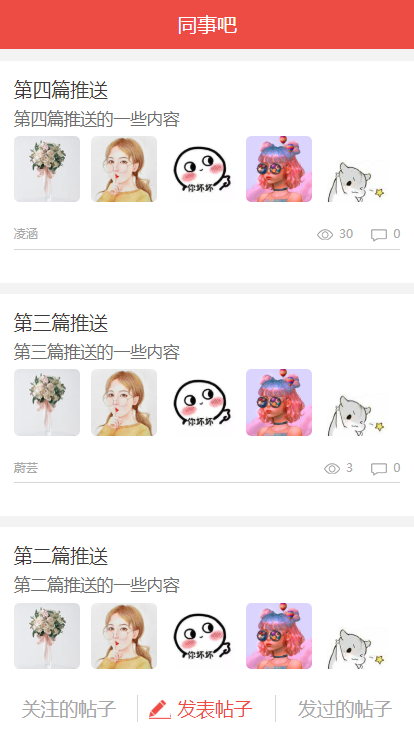 同事吧
第四篇推送
第四篇推送的一些内容
你坏坏
凌涵 30 0
第三篇推送
第三篇推送的一些内容
你坏坏
蔚芸 3 0
第二篇推送
第二篇推送的一些内容
你坏坏
关注的帖子 发表帖子 发过的帖子